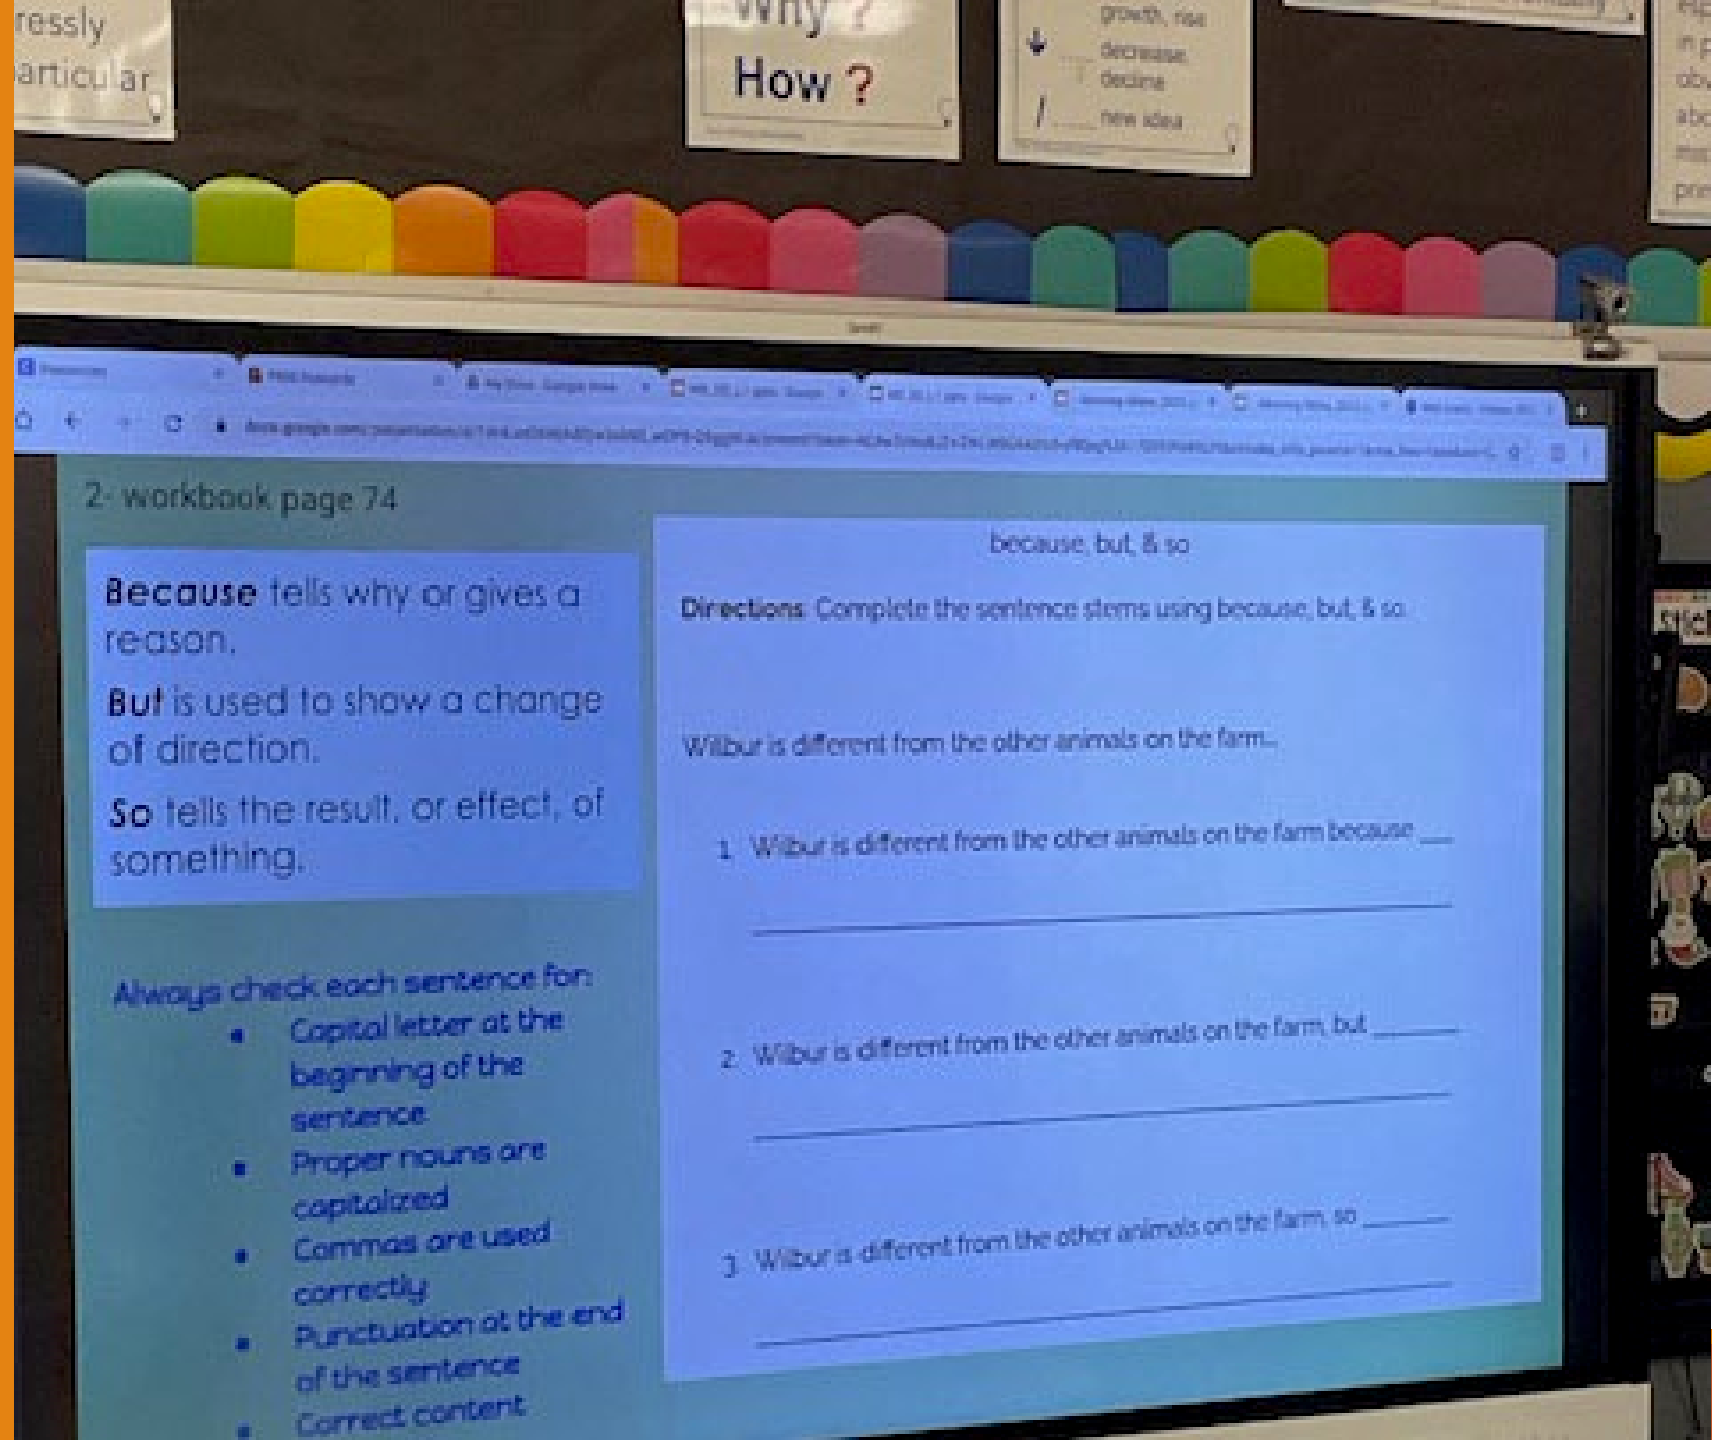 ressly
articular
Why ?
How ?
growth, rise
decrease
decline
new idea
2- workbook page 74
Because tells why or gives a
reason.
But is used to show a change
of direction.
So tells the result, or effect, of
something.
Always check each sentence for:
• Capital letter at the
beginning of the
sentence
• Proper nouns are
capitalized
• Commas are used
correctly
• Punctuation at the end
of the sentence
• Correct content
because, but, & so
Directions: Complete the sentence stems using because, but, & so.
Wilbur is different from the other animals on the farm...
1. Wilbur is different from the other animals on the farm because ___
2. Wilbur is different from the other animals on the farm, but ______
3. Wilbur is different from the other animals on the farm, so ______